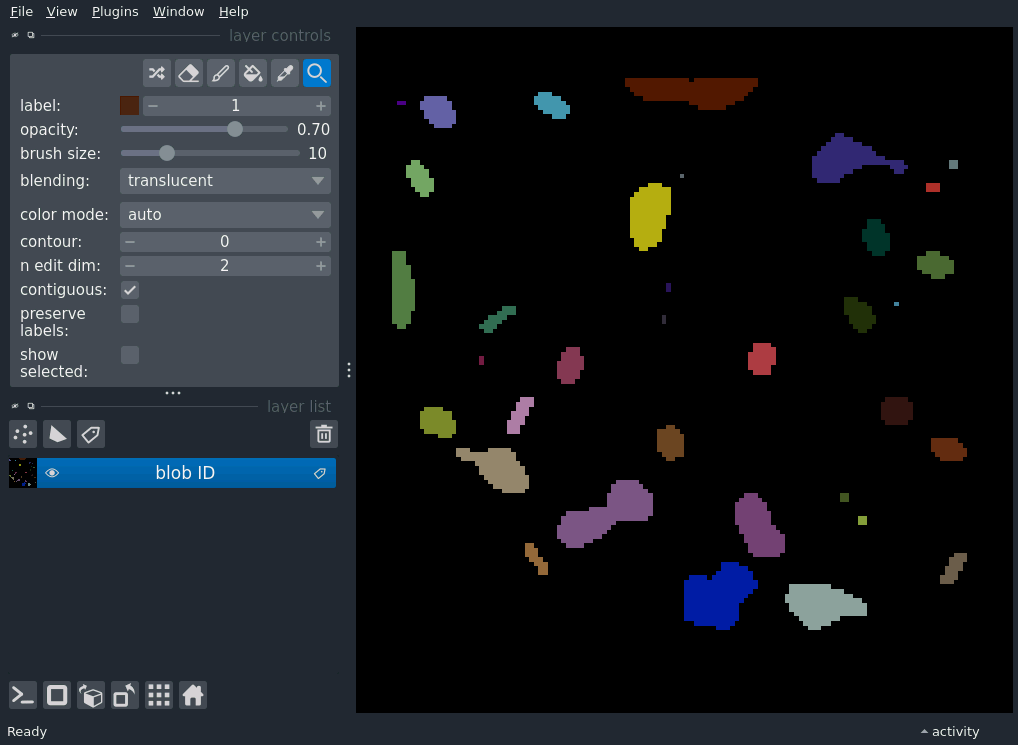 File View Plugins Window Help
layer controls
label: 1
opacity: 0.70
brush size: 10
blending: translucent
color mode: auto
contour: 0
n edit dim: 2
contiguous:
preserve
labels:
show
selected:
layer list
blob ID
Ready
activity